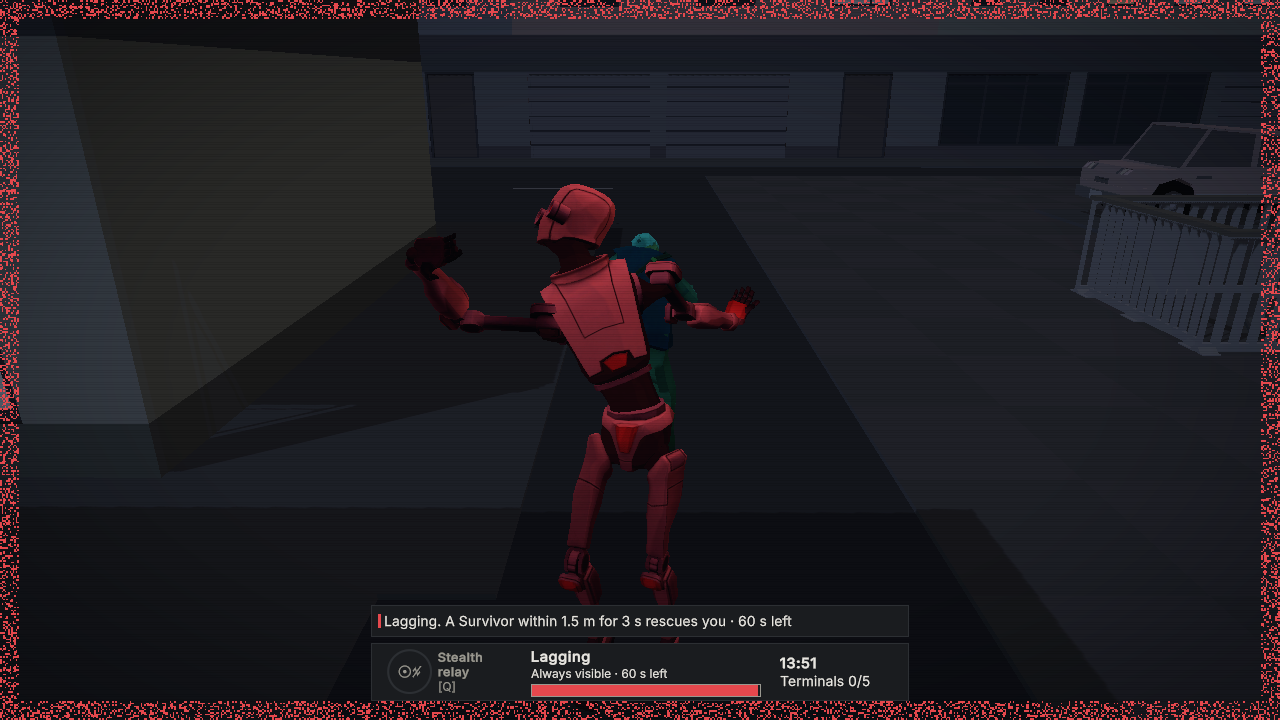 Lagging. A Survivor within 1.5 m for 3 s rescues you · 60 s left
Stealth
relay
[Q]
Lagging
Always visible · 60 s left
13:51
Terminals 0/5